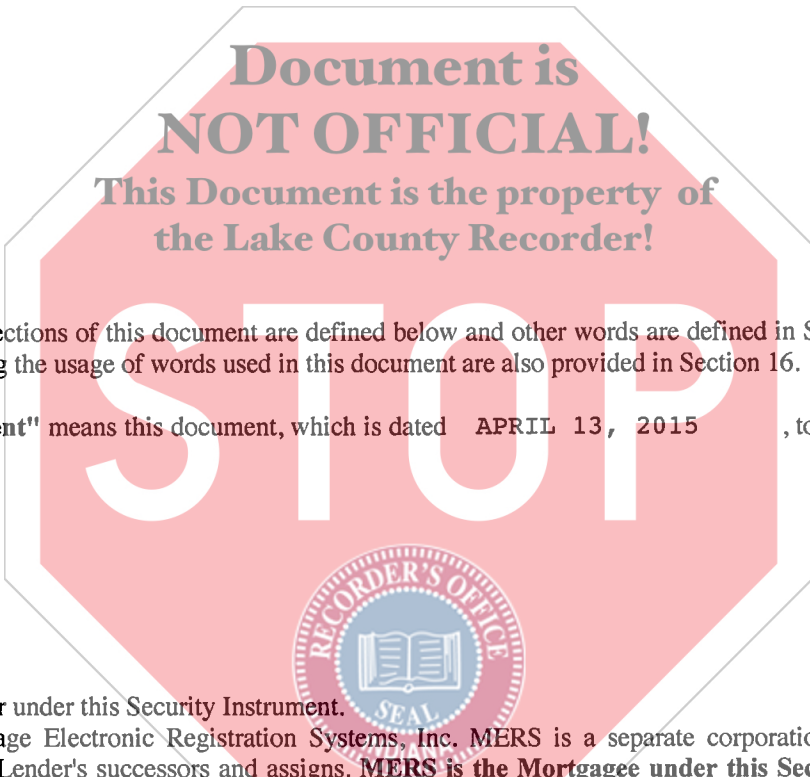 Document is
NOT OFFICIAL!
This Document is the property of
the Lake County Recorder!
ections of this document are defined below and other words are defined in S
g the usage of words used in this document are also provided in Section 16.
ent" means this document, which is dated APRIL 13, 2015 , to
STOP
RECORDER'S OFFICE
SEAL
INDIANA
r under this Security Instrument.
age Electronic Registration Systems, Inc. MERS is a separate corporatio
Lender's successors and assigns. MERS is the Mortgagee under this Sec